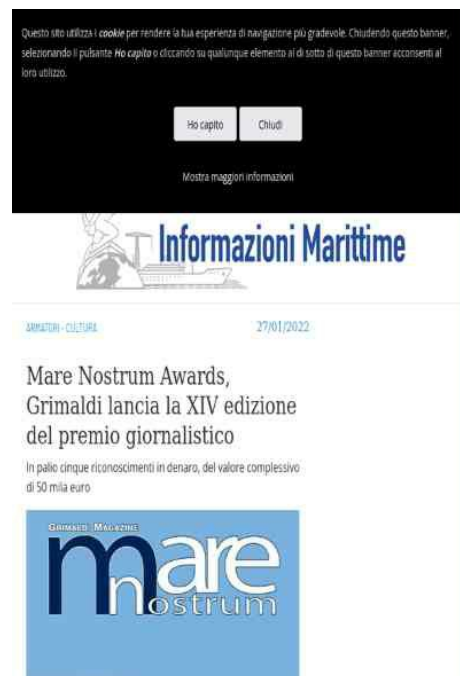 Questo sito utilizza i cookie per rendere la tua esperienza di navigazione più gradevole. Chiudendo questo banner,
selezionando il pulsante Ho capito o cliccando su qualunque elemento al di sotto di questo banner acconsenti al
loro utilizzo.
Ho capito
Chiudi
Mostra maggiori informazioni
Informazioni Marittime
ARMATORI - CULTURA
27/01/2022
Mare Nostrum Awards,
Grimaldi lancia la XIV edizione
del premio giornalistico
In palio cinque riconoscimenti in denaro, del valore complessivo
di 50 mila euro
Grimaldi Magazine
mare
nostrum